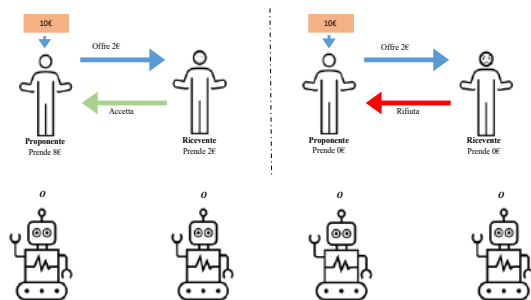 10€
Offre 2€
Accetta
Proponente
Prende 8€
Ricevente
Prende 2€
o
o
10€
Offre 2€
Rifiuta
Proponente
Prende 0€
Ricevente
Prende 0€
o
o